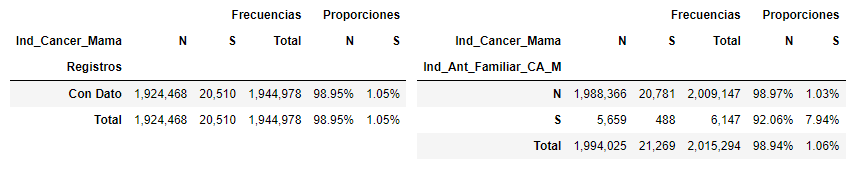 Frecuencias Proporciones
Ind_Cancer_Mama N S Total N S
Registros
Con Dato 1,924,468 20,510 1,944,978 98.95% 1.05%
Total 1,924,468 20,510 1,944,978 98.95% 1.05%
Frecuencias Proporciones
Ind_Cancer_Mama N S Total N S
Ind_Ant_Familiar_CA_M
N 1,988,366 20,781 2,009,147 98.97% 1.03%
S 5,659 488 6,147 92.06% 7.94%
Total 1,994,025 21,269 2,015,294 98.94% 1.06%